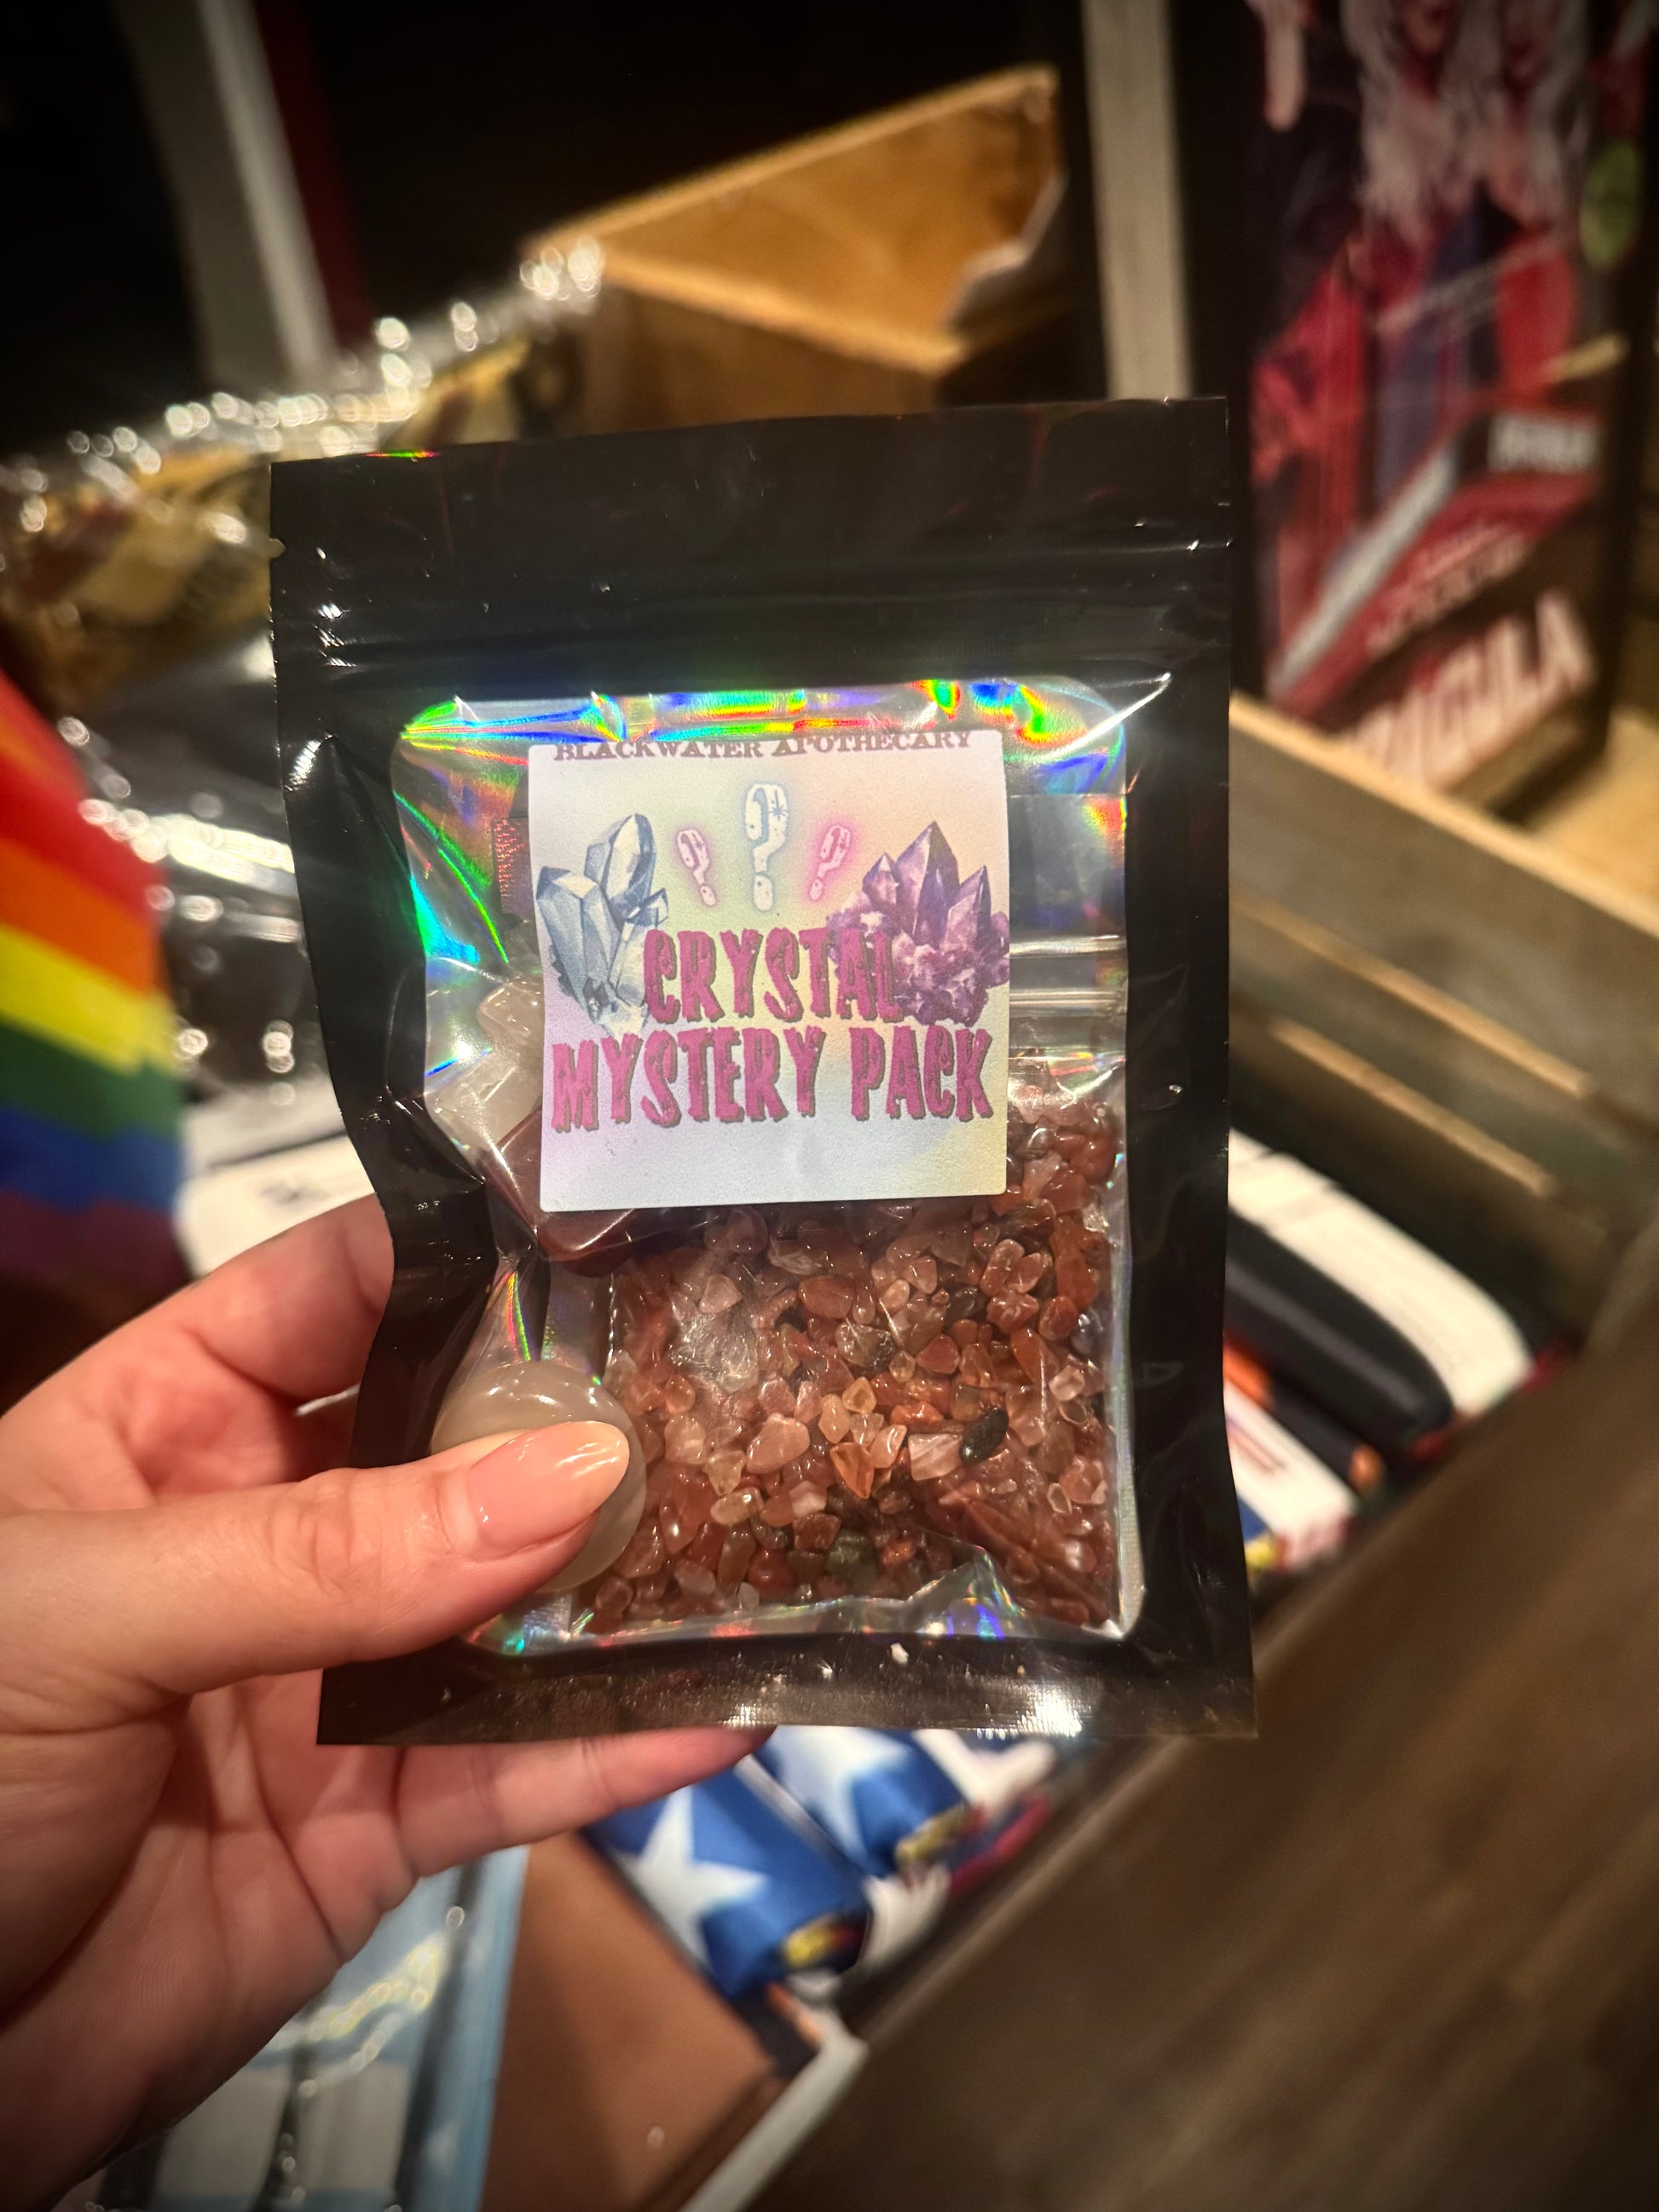 BLACKWATER APOTHECARY
? ? ?
CRYSTAL
MYSTERY PACK